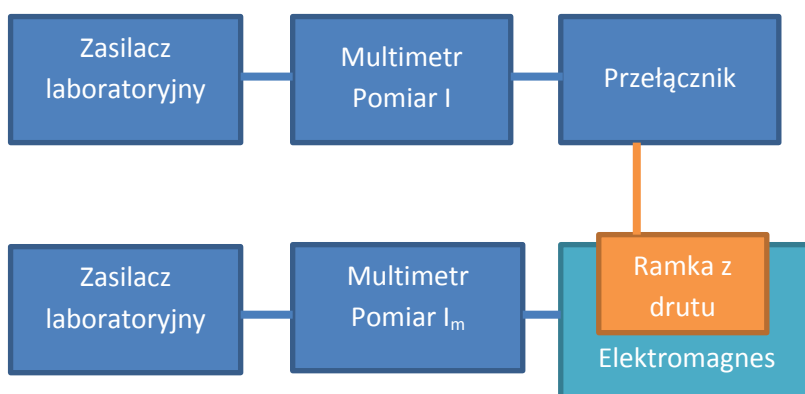 Zasilacz
laboratoryjny
Multimetr
Pomiar I
Przełącznik
Zasilacz
laboratoryjny
Multimetr
Pomiar Iₘ
Ramka z
drutu
Elektromagnes